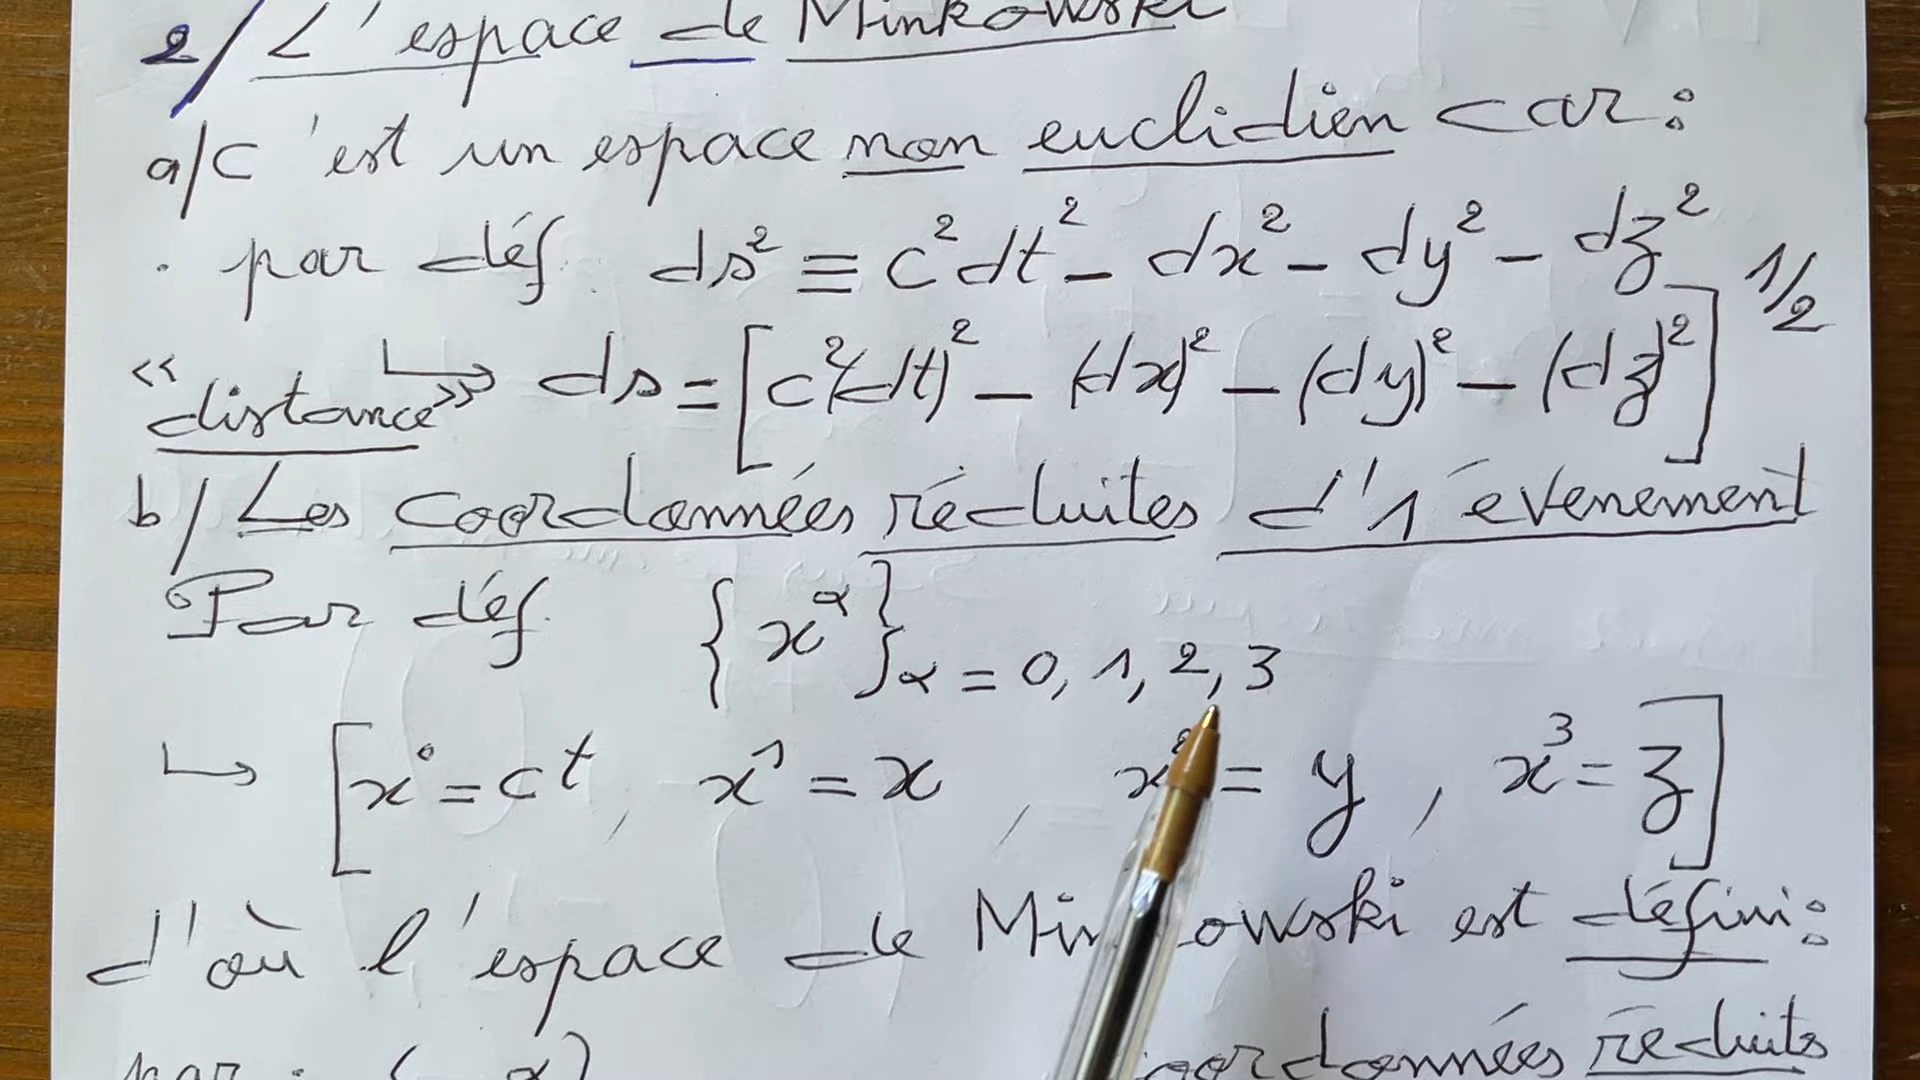 2/ L'espace de Minkowski
a/ C'est un espace non euclidien car:
. par déf. ds² ≡ c²dt² - dx² - dy² - dz²
« distance » ↳ ds = [c²(dt)² - (dx)² - (dy)² - (dz)²]^1/2
b/ Les coordonnées réduites d'1 évenement
Par déf. {x^α}α = 0, 1, 2, 3
↳ [x° = ct, x¹ = x, x² = y, x³ = z]
d'où l'espace de Minkowski est défini:
par : (x^α) coordonnées réduites